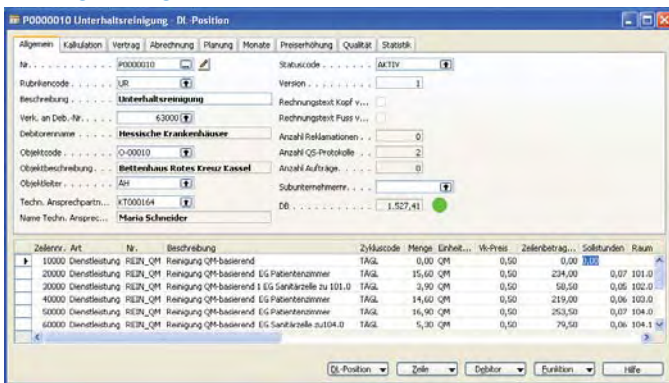 P0000010 Unterhaltsreinigung - DL-Position
Allgemein Kalkulation Vertrag Abrechnung Planung Monate Preiserhöhung Qualität Statistik
Nr. . . . . . . . . . . . P0000010 Statuscode . . . . . . . AKTIV
Rubrikencode . . . . . . UR Version . . . . . . . . . 1
Beschreibung . . . . . . Unterhaltsreinigung Rechnungstext Kopf v...
Verk. an Deb.-Nr. . . . . 63000 Rechnungstext Fuss v...
Debitorenname . . . . . Hessische Krankenhäuser Anzahl Reklamationen . . 0
Objektcode . . . . . . . O-00010 Anzahl QS-Protokolle . . 2
Objektbeschreibung . . . Bettenhaus Rotes Kreuz Kassel Anzahl Aufträge. . . . . 0
Objektleiter . . . . . . . AH Subunternehmernr. . . . .
Techn. Ansprechpartn... KT000164 DB . . . . . . . . . . . 1.527,41
Name Techn. Ansprec... Maria Schneider
Zeilennr. Art Nr. Beschreibung Zykluscode Menge Einheit... Vk-Preis Zeilenbetrag... Sollstunden Raum
10000 Dienstleistung REIN_QM Reinigung QM-basierend TÄGL 0,00 QM 0,50 0,00 0,00
20000 Dienstleistung REIN_QM Reinigung QM-basierend EG Patientenzimmer TÄGL 15,60 QM 0,50 234,00 0,07 101.0
30000 Dienstleistung REIN_QM Reinigung QM-basierend 1 EG Sanitärzelle zu 101.0 TÄGL 3,90 QM 0,50 58,50 0,05 102.0
40000 Dienstleistung REIN_QM Reinigung QM-basierend EG Patientenzimmer TÄGL 14,60 QM 0,50 219,00 0,06 103.0
50000 Dienstleistung REIN_QM Reinigung QM-basierend EG Patientenzimmer TÄGL 16,90 QM 0,50 253,50 0,07 104.0
60000 Dienstleistung REIN_QM Reinigung QM-basierend EG Sanitärzelle zu104.0 TÄGL 5,30 QM 0,50 79,50 0,06 104.1
DL-Position Zeile Debitor Funktion Hilfe